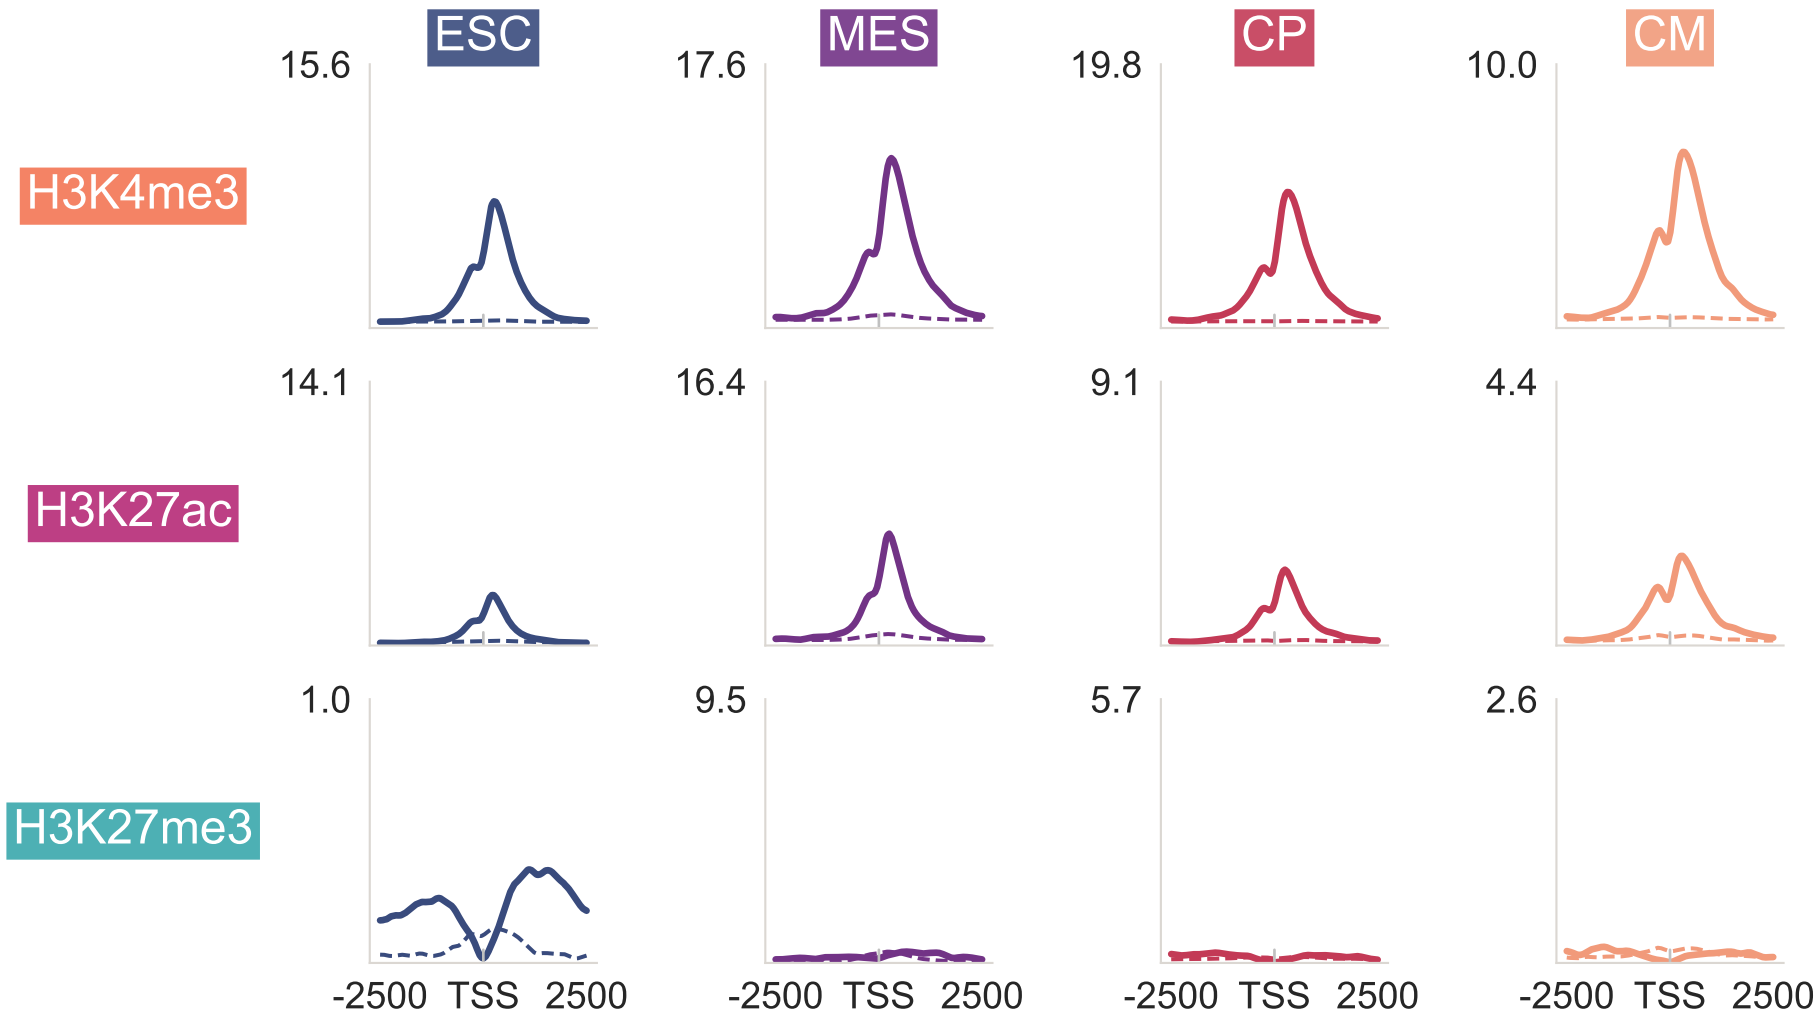 ESC MES CP CM
15.6 17.6 19.8 10.0
H3K4me3
14.1 16.4 9.1 4.4
H3K27ac
1.0 9.5 5.7 2.6
H3K27me3
-2500 TSS 2500 -2500 TSS 2500 -2500 TSS 2500 -2500 TSS 2500